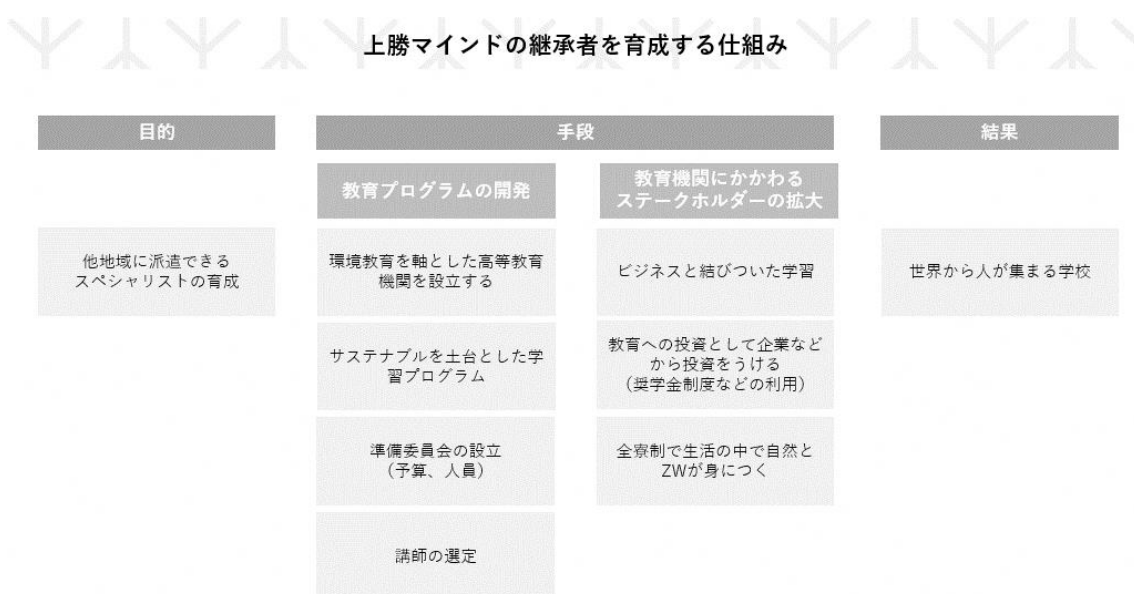 上勝マインドの継承者を育成する仕組み
目的
手段
結果
教育プログラムの開発
教育機関にかかわる
ステークホルダーの拡大
他地域に派遣できる
スペシャリストの育成
環境教育を軸とした高等教育
機関を設立する
ビジネスと結びついた学習
世界から人が集まる学校
サステナブルを土台とした学
習プログラム
教育への投資として企業など
から投資をうける
（奨学金制度などの利用）
準備委員会の設立
（予算、人員）
全寮制で生活の中で自然と
ZWが身につく
講師の選定